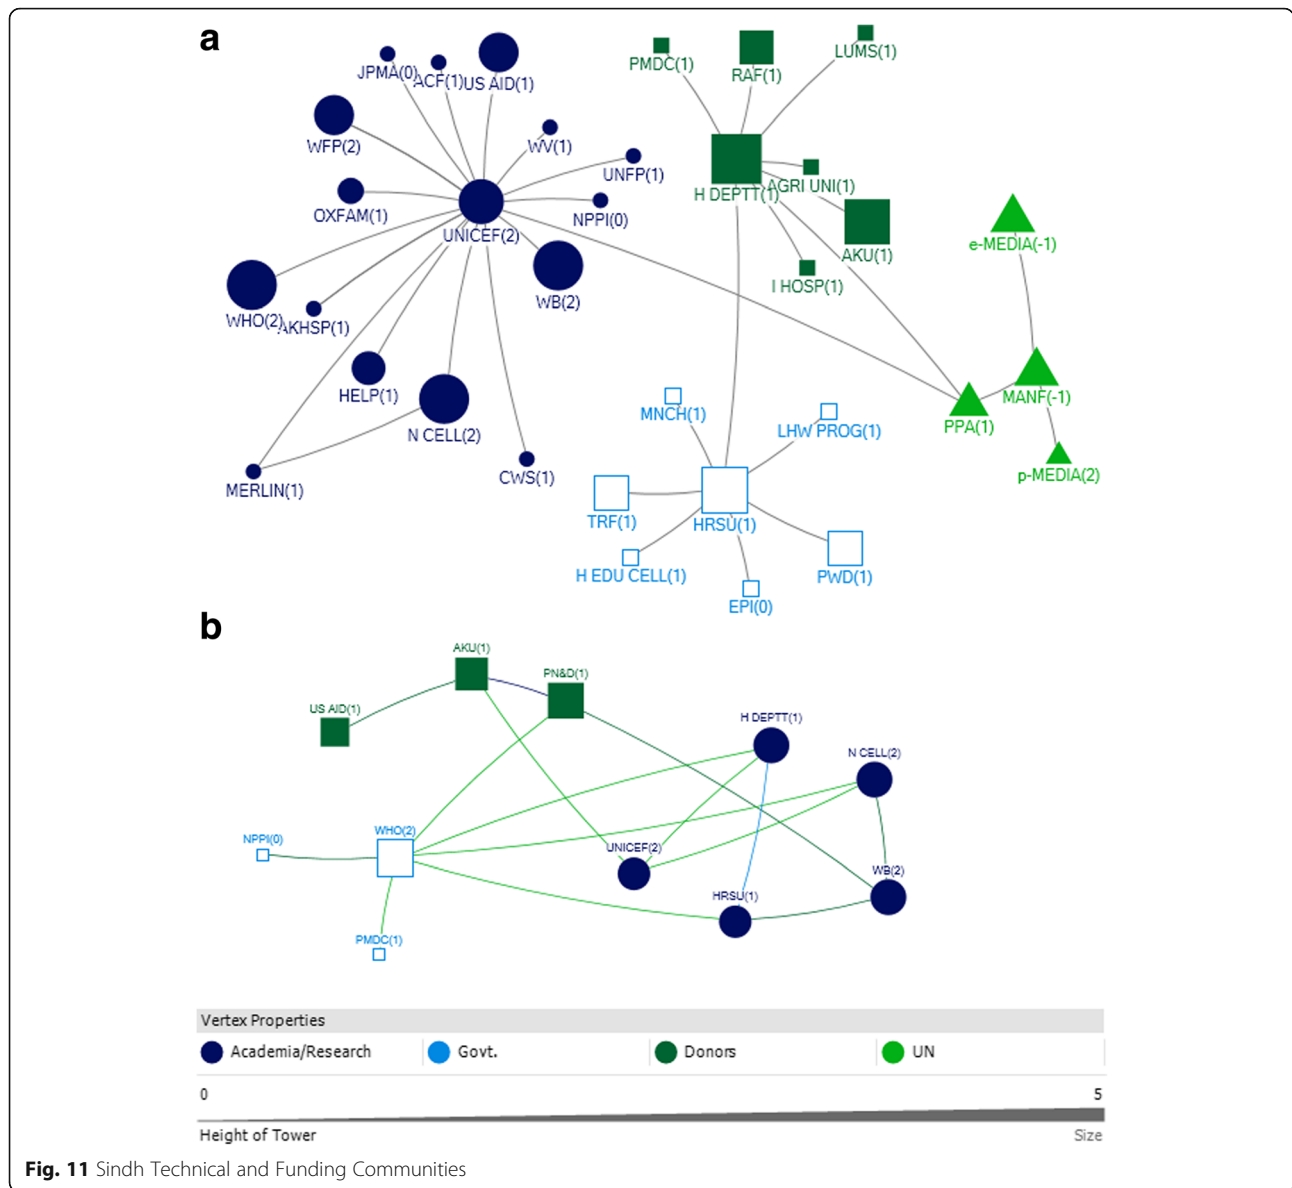 a
JPMA(0)
ACF(1)
US AID(1)
WFP(2)
WV(1)
UNFP(1)
OXFAM(1)
NPPI(0)
UNICEF(2)
WB(2)
WHO(2)
AKHSP(1)
HELP(1)
N CELL(2)
MERLIN(1)
CWS(1)
PMDC(1)
RAF(1)
LUMS(1)
H DEPTT(1)
AGRI UNI(1)
AKU(1)
I HOSP(1)
e-MEDIA(-1)
MANF(-1)
PPA(1)
p-MEDIA(2)
MNCH(1)
LHW PROG(1)
TRF(1)
HRSU(1)
H EDU CELL(1)
PWD(1)
EPI(0)
b
AKU(1)
PN&D(1)
US AID(1)
H DEPTT(1)
N CELL(2)
NPPI(0)
WHO(2)
UNICEF(2)
WB(2)
HRSU(1)
PMDC(1)
Vertex Properties
Academia/Research Govt. Donors UN
0 5
Height of Tower Size
Fig. 11 Sindh Technical and Funding Communities